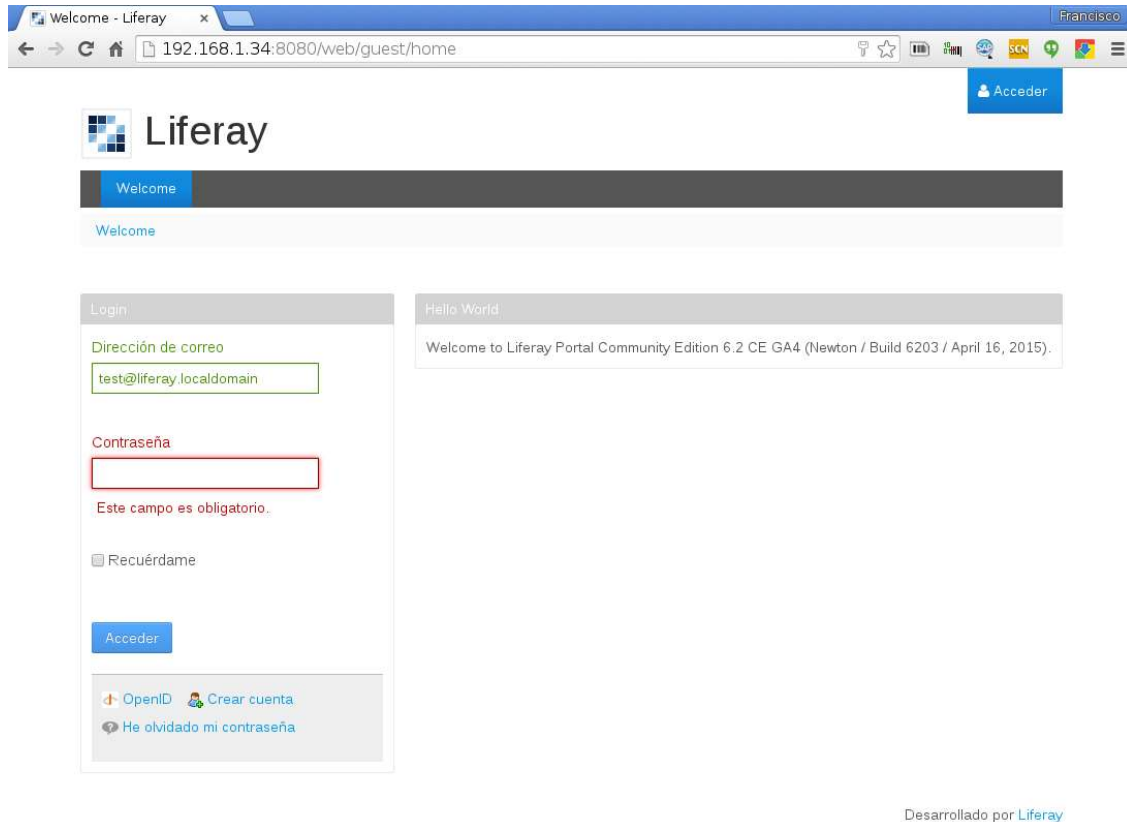 Welcome - Liferay
Francisco
192.168.1.34:8080/web/guest/home
SCN
Acceder
Liferay
Welcome
Welcome
Login
Dirección de correo
test@liferay.localdomain
Contraseña
Este campo es obligatorio.
Recuérdame
Acceder
OpenID Crear cuenta
He olvidado mi contraseña
Hello World
Welcome to Liferay Portal Community Edition 6.2 CE GA4 (Newton / Build 6203 / April 16, 2015).
Desarrollado por Liferay